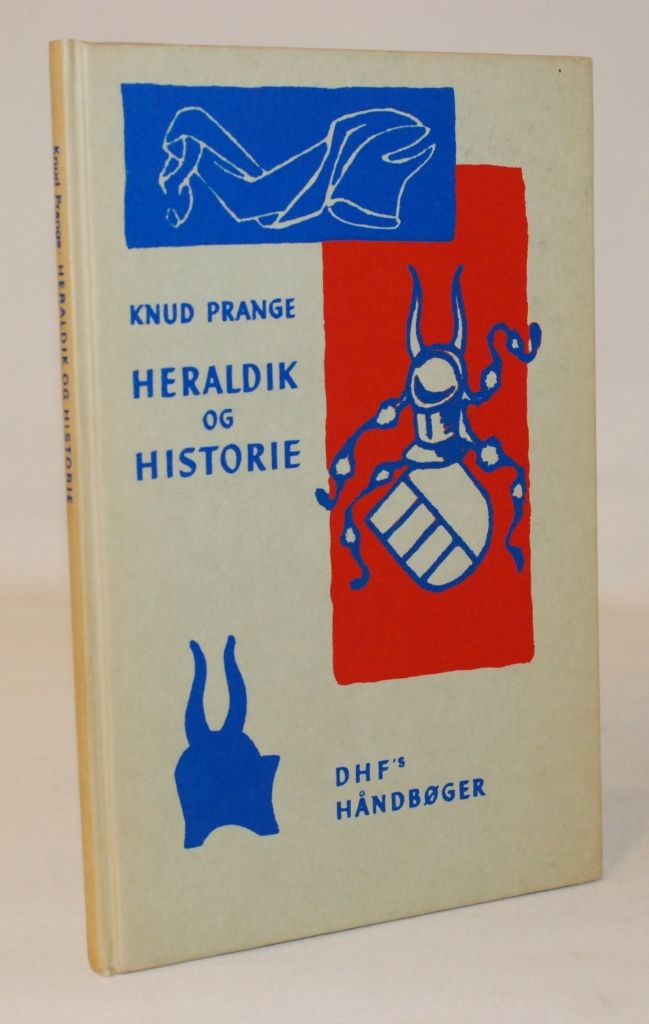 Knud Prange: HERALDIK OG HISTORIE
KNUD PRANGE
HERALDIK
OG
HISTORIE
DHF's
HÅNDBØGER